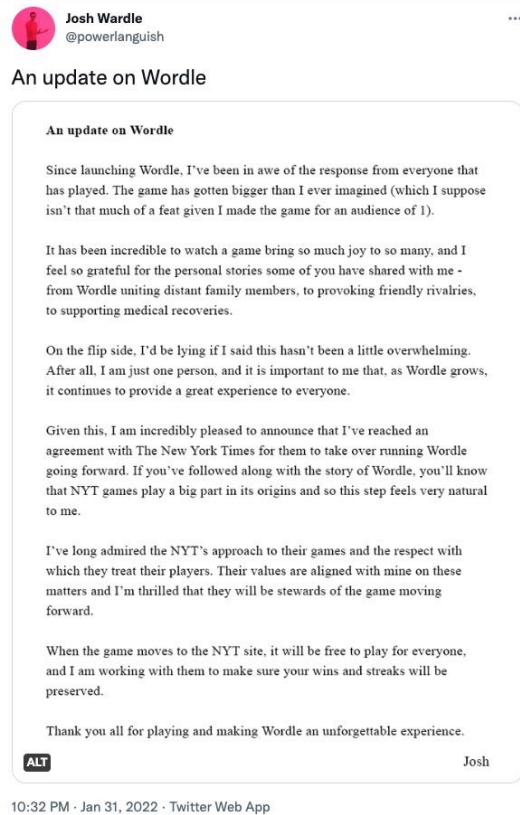 Josh Wardle
@powerlanguish
An update on Wordle
An update on Wordle
Since launching Wordle, I've been in awe of the response from everyone that
has played. The game has gotten bigger than I ever imagined (which I suppose
isn't that much of a feat given I made the game for an audience of 1).
It has been incredible to watch a game bring so much joy to so many, and I
feel so grateful for the personal stories some of you have shared with me -
from Wordle uniting distant family members, to provoking friendly rivalries,
to supporting medical recoveries.
On the flip side, I'd be lying if I said this hasn't been a little overwhelming.
After all, I am just one person, and it is important to me that, as Wordle grows,
it continues to provide a great experience to everyone.
Given this, I am incredibly pleased to announce that I've reached an
agreement with The New York Times for them to take over running Wordle
going forward. If you've followed along with the story of Wordle, you'll know
that NYT games play a big part in its origins and so this step feels very natural
to me.
I've long admired the NYT's approach to their games and the respect with
which they treat their players. Their values are aligned with mine on these
matters and I'm thrilled that they will be stewards of the game moving
forward.
When the game moves to the NYT site, it will be free to play for everyone,
and I am working with them to make sure your wins and streaks will be
preserved.
Thank you all for playing and making Wordle an unforgettable experience.
Josh
ALT
10:32 PM · Jan 31, 2022 · Twitter Web App